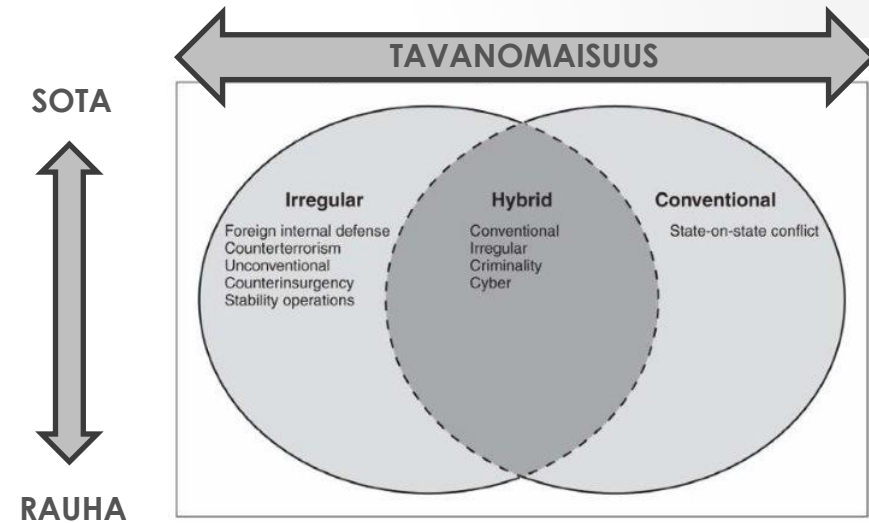 TAVANOMAISUUS
SOTA
RAUHA
Irregular
Foreign internal defense
Counterterrorism
Unconventional
Counterinsurgency
Stability operations
Hybrid
Conventional
Irregular
Criminality
Cyber
Conventional
State-on-state conflict